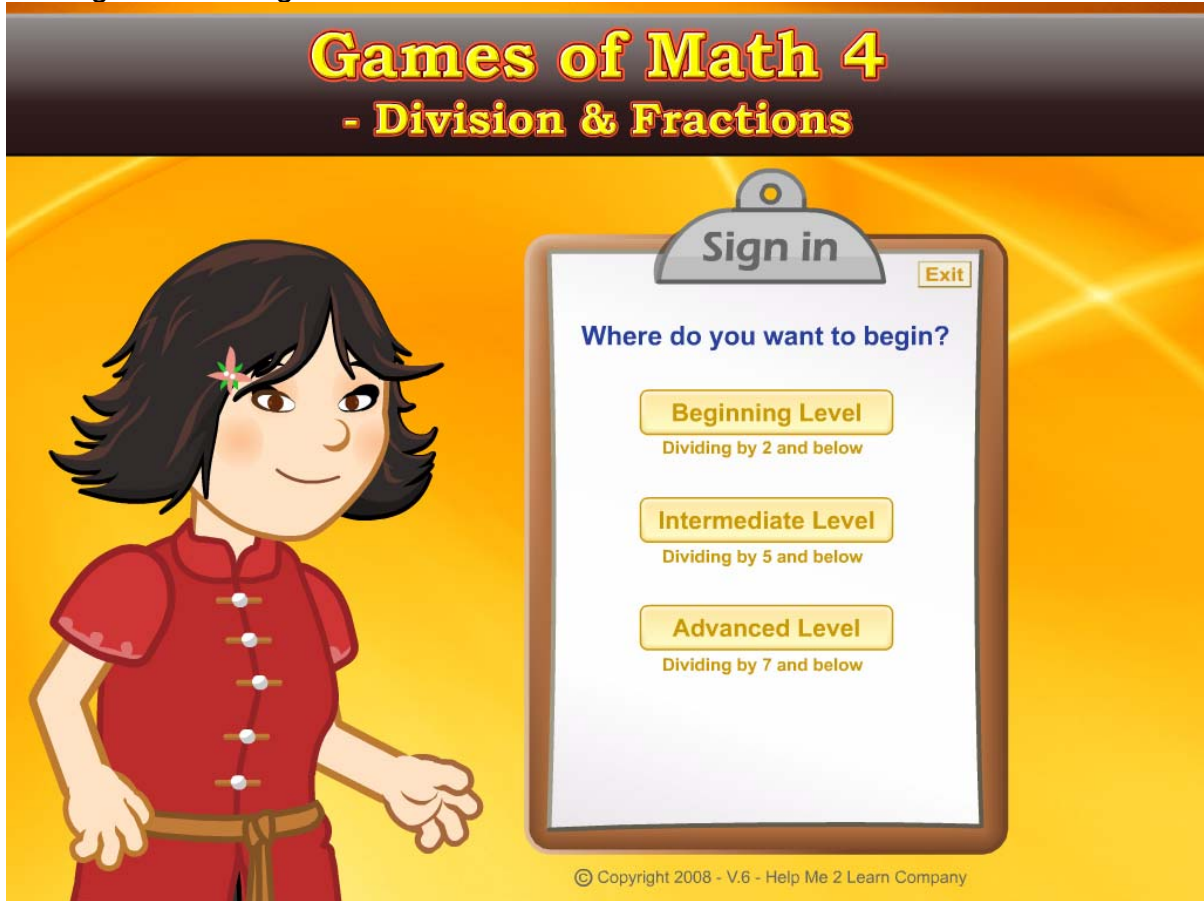 Games of Math 4
- Division & Fractions
Sign in
Exit
Where do you want to begin?
Beginning Level
Dividing by 2 and below
Intermediate Level
Dividing by 5 and below
Advanced Level
Dividing by 7 and below
© Copyright 2008 - V.6 - Help Me 2 Learn Company